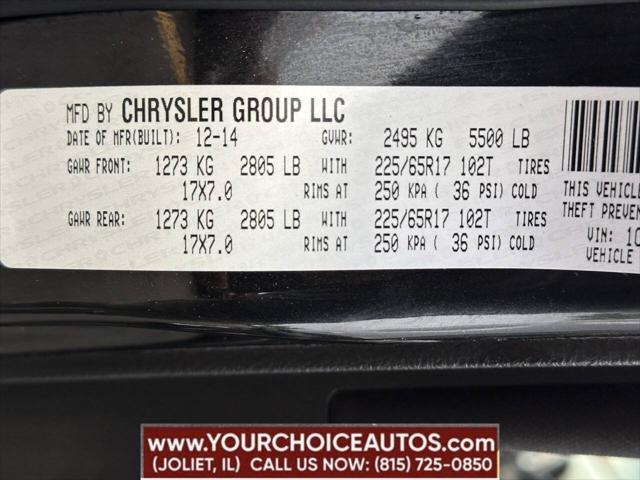 MFD BY CHRYSLER GROUP LLC
DATE OF MFR(BUILT): 12-14 GVWR: 2495 KG 5500 LB
GAWR FRONT: 1273 KG 2805 LB WITH 225/65R17 102T TIRES
17X7.0 RIMS AT 250 KPA ( 36 PSI) COLD
GAWR REAR: 1273 KG 2805 LB WITH 225/65R17 102T TIRES
17X7.0 RIMS AT 250 KPA ( 36 PSI) COLD
THIS VEHICLE
THEFT PREVEN
VIN: 1C
VEHICLE
WWW.YOURCHOICEAUTOS.COM
(JOLIET, IL) CALL US NOW: (815) 725-0850